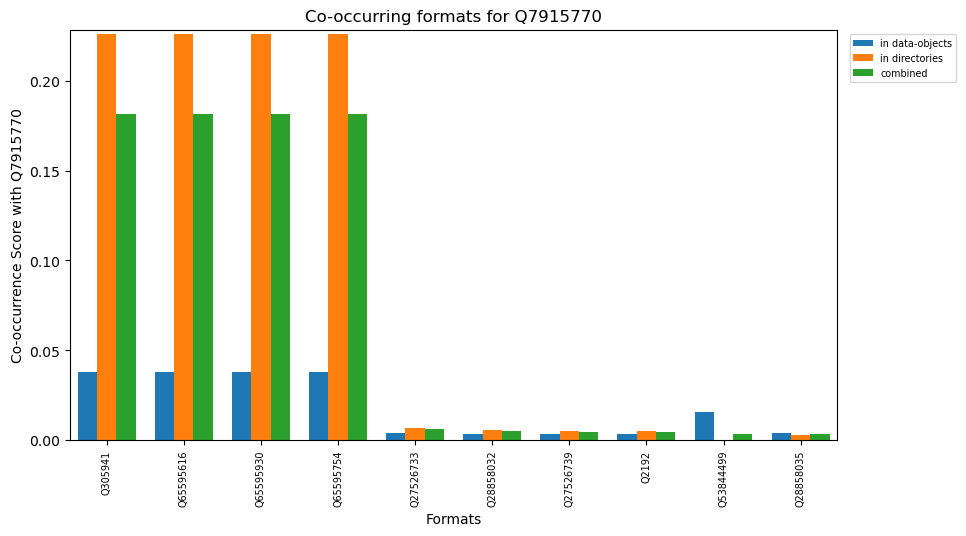 Co-occurring formats for Q7915770
in data-objects
in directories
combined
Co-occurrence Score with Q7915770
0.20
0.15
0.10
0.05
0.00
Q305941
Q65595616
Q65595930
Q65595754
Q27526733
Q28858032
Q27526739
Q2192
Q53844499
Q28858035
Formats